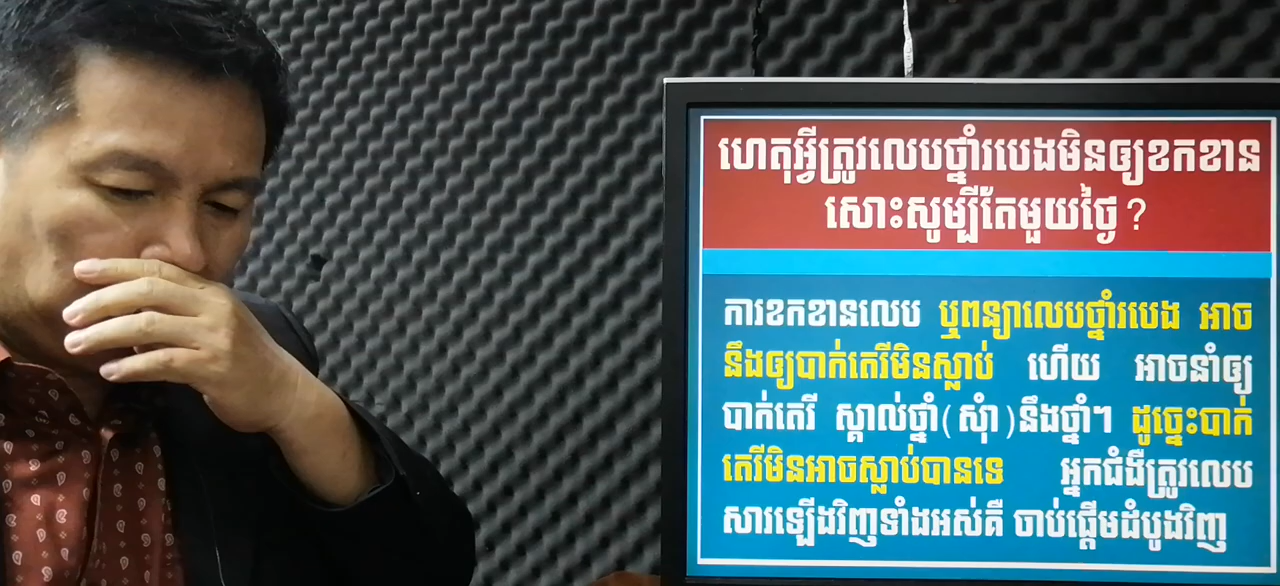 ហេតុអ្វីត្រូវលេបថ្នាំរបេងមិនឲ្យខកខាន
សោះសូម្បីតែមួយថ្ងៃ ?
ការខកខានលេប ឬពន្យាលេបថ្នាំរបេង អាច
នឹងឲ្យបាក់តេរីមិនស្លាប់ ហើយ អាចនាំឲ្យ
បាក់តេរី ស្គាល់ថ្នាំ(ស៊ាំ)នឹងថ្នាំៗ ដូច្នេះបាក់
តេរីមិនអាចស្លាប់បានទេ អ្នកជំងឺត្រូវលេប
សារឡើងវិញទាំងអស់គឺ ចាប់ផ្តើមដំបូងវិញ